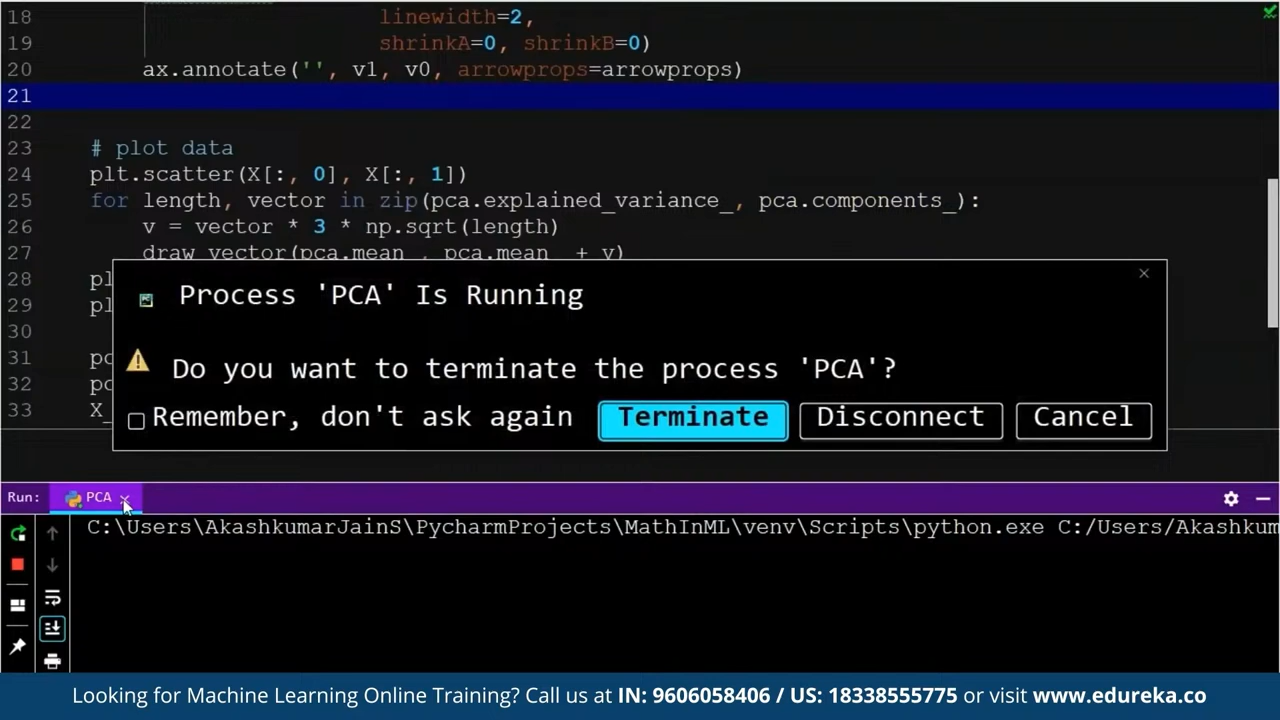 18 linewidth=2,
19 shrinkA=0, shrinkB=0)
20 ax.annotate('', v1, v0, arrowprops=arrowprops)
21
22
23 # plot data
24 plt.scatter(X[:, 0], X[:, 1])
25 for length, vector in zip(pca.explained_variance_, pca.components_):
26 v = vector * 3 * np.sqrt(length)
27 draw_vector(pca.mean_, pca.mean_ + v)
28 pl
29 pl
30
31 pc
32 pc
33 X_
Process 'PCA' Is Running
Do you want to terminate the process 'PCA'?
Remember, don't ask again Terminate Disconnect Cancel
Run: PCA
C:\Users\AkashkumarJainS\PycharmProjects\MathInML\venv\Scripts\python.exe C:/Users/Akashkum
Looking for Machine Learning Online Training? Call us at IN: 9606058406 / US: 18338555775 or visit www.edureka.co